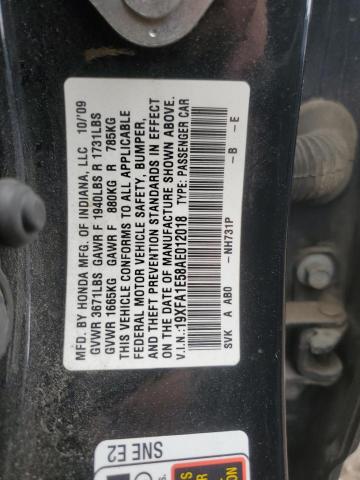 MFD. BY HONDA MFG. OF INDIANA, LLC 10/'09
GVWR 3671LBS GAWR F 1940LBS R 1731LBS
GVWR 1665KG GAWR F 880KG R 785KG
THIS VEHICLE CONFORMS TO ALL APPLICABLE
FEDERAL MOTOR VEHICLE SAFETY, BUMPER,
AND THEFT PREVENTION STANDARDS IN EFFECT
ON THE DATE OF MANUFACTURE SHOWN ABOVE.
V.I.N.:19XFA1E58AE012018 TYPE: PASSENGER CAR
-NH731P -B -E
SVK A AB0
SNE E2